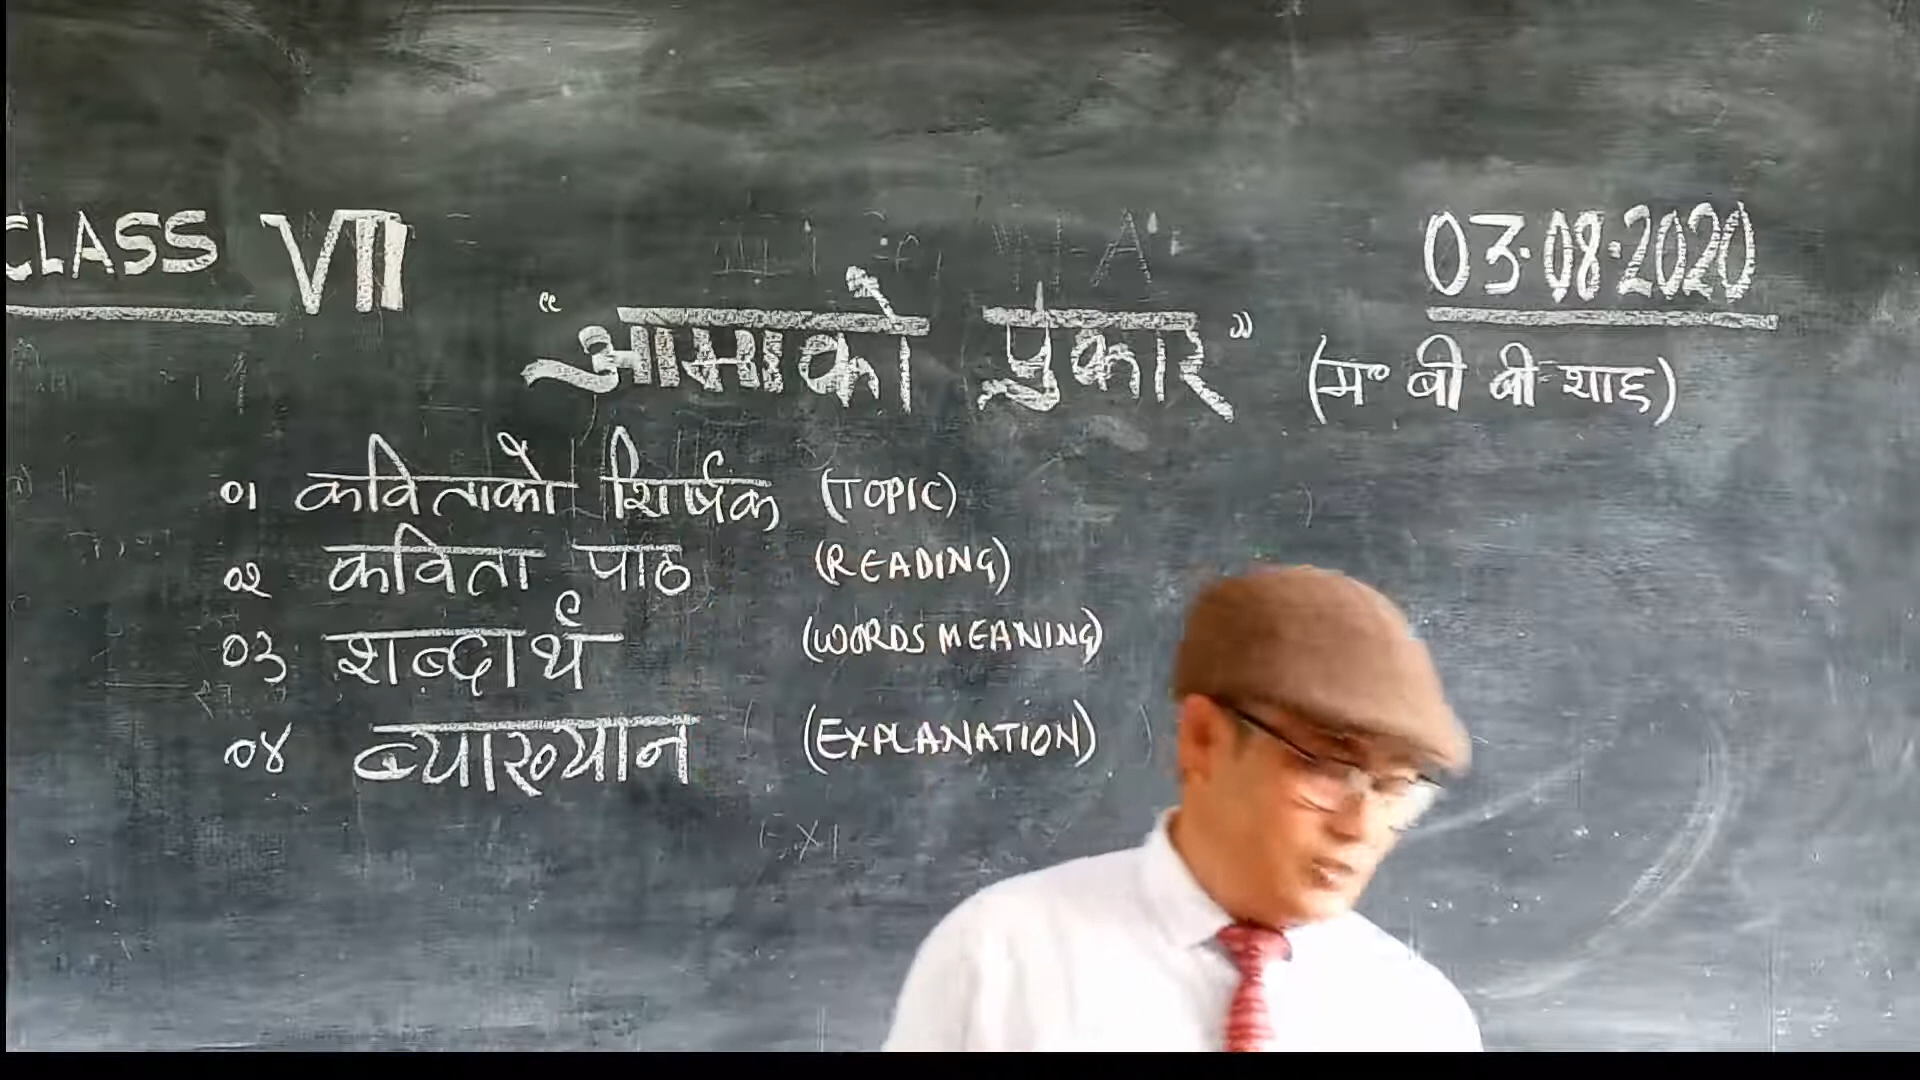 CLASS VII
03.08.2020
"आमाको पुकार"
(म० बी बी शाह)
०१ कविताको शिर्षक (TOPIC)
०२ कविता पाठ (READING)
०३ शब्दार्थ (WORDS MEANING)
०४ व्याख्यान (EXPLANATION)